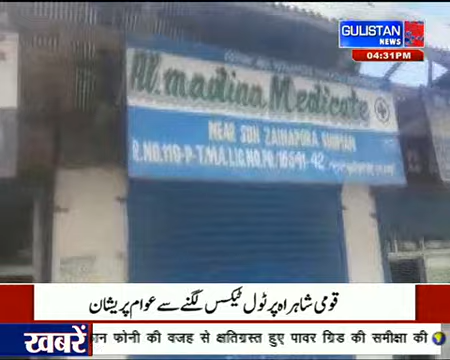 GULISTAN
NEWS
04:31PM
Al. madina Medicate
NEAR SDH ZAINAPORA SHOPIAN
قومی شاہراہ پر ٹول ٹیکس لگنے سے عوام پریشان
खबरें
फोनी की वजह से क्षतिग्रस्त हुए पावर ग्रिड की समीक्षा की